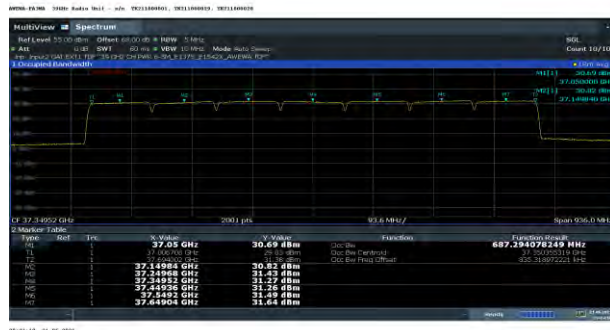 MultiView Spectrum
Ref Level 55.00 dBm Offset 68.00 dB RBW 5 MHz SGL
Att 0 dB SWT 60 ms VBW 10 MHz Mode Auto Sweep Count 10/10
1 Occupied Bandwidth
M1[1] 30.69 dBm
37.050000 GHz
M2[1] 30.82 dBm
37.149840 GHz
CF 37.34952 GHz 2001 pts 93.6 MHz/ Span 936.0 MHz
2 Marker Table
Type Ref Trc X-Value Y-Value Function Function Result
M1 1 37.05 GHz 30.69 dBm Occ Bw 687.294078249 MHz
T1 1 Occ Bw Centroid
T2 1 31.38 dBm Occ Bw Freq Offset
M2 1 37.14984 GHz 30.82 dBm
M3 1 37.24968 GHz 31.43 dBm
M4 1 37.34952 GHz 31.27 dBm
M5 1 37.44936 GHz 31.26 dBm
M6 1 37.5492 GHz 31.49 dBm
M7 1 37.64904 GHz 31.64 dBm
Ready